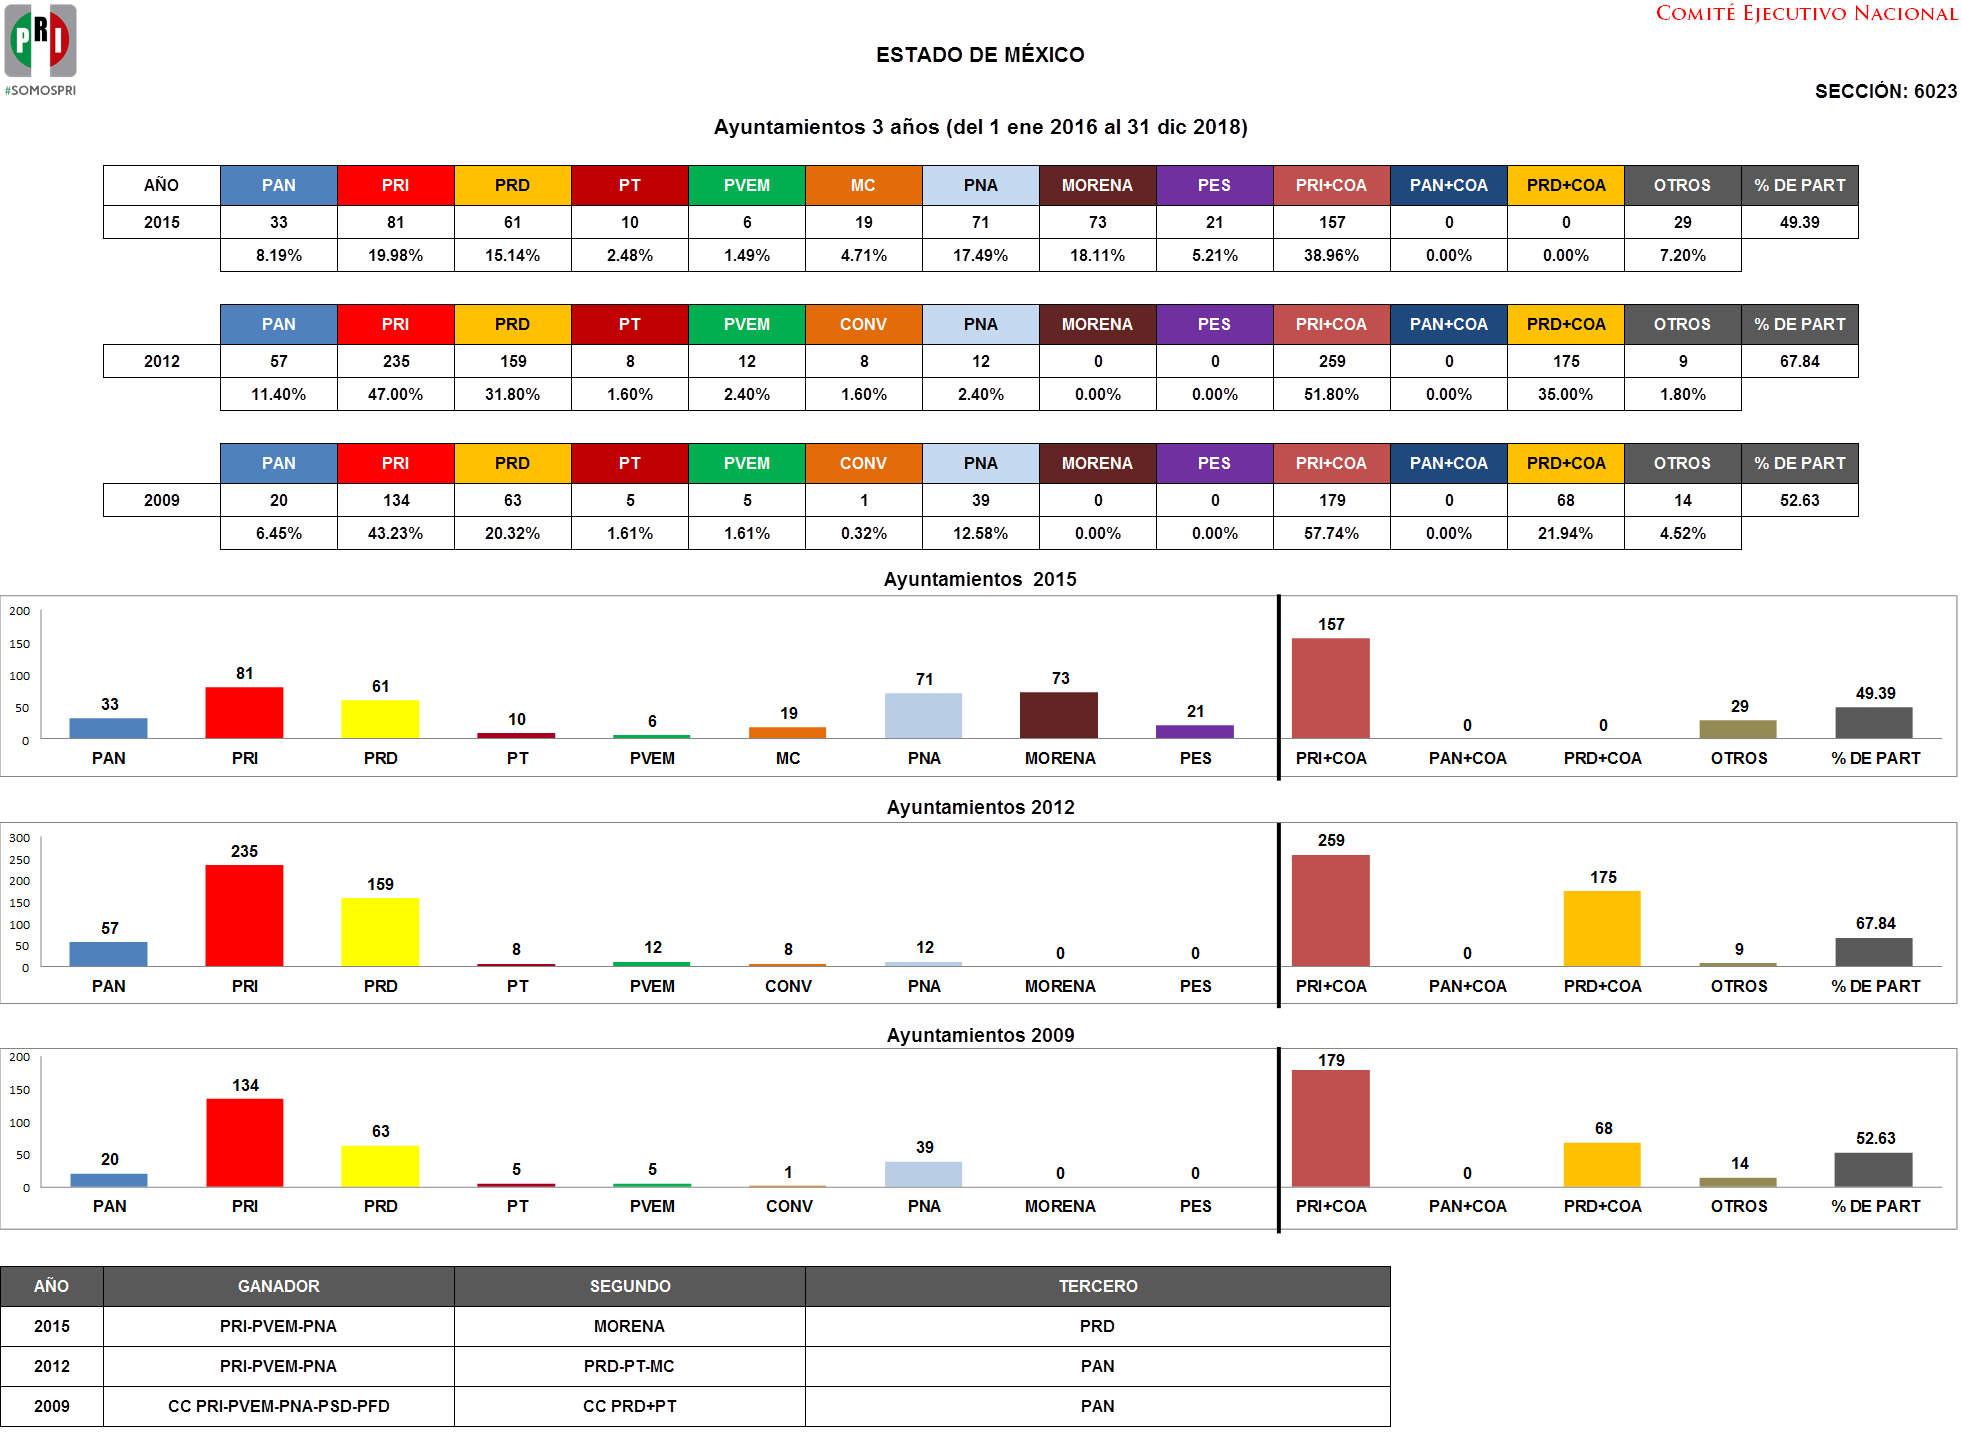 COMITÉ EJECUTIVO NACIONAL
PRI
#SOMOSPRI
ESTADO DE MÉXICO
SECCIÓN: 6023
Ayuntamientos 3 años (del 1 ene 2016 al 31 dic 2018)
AÑO PAN PRI PRD PT PVEM MC PNA MORENA PES PRI+COA PAN+COA PRD+COA OTROS % DE PART
2015 33 81 61 10 6 19 71 73 21 157 0 0 29 49.39
8.19% 19.98% 15.14% 2.48% 1.49% 4.71% 17.49% 18.11% 5.21% 38.96% 0.00% 0.00% 7.20%
PAN PRI PRD PT PVEM CONV PNA MORENA PES PRI+COA PAN+COA PRD+COA OTROS % DE PART
2012 57 235 159 8 12 8 12 0 0 259 0 175 9 67.84
11.40% 47.00% 31.80% 1.60% 2.40% 1.60% 2.40% 0.00% 0.00% 51.80% 0.00% 35.00% 1.80%
PAN PRI PRD PT PVEM CONV PNA MORENA PES PRI+COA PAN+COA PRD+COA OTROS % DE PART
2009 20 134 63 5 5 1 39 0 0 179 0 68 14 52.63
6.45% 43.23% 20.32% 1.61% 1.61% 0.32% 12.58% 0.00% 0.00% 57.74% 0.00% 21.94% 4.52%
Ayuntamientos 2015
200
150
100
50
0
33 81 61 10 6 19 71 73 21 157 0 0 29 49.39
PAN PRI PRD PT PVEM MC PNA MORENA PES PRI+COA PAN+COA PRD+COA OTROS % DE PART
Ayuntamientos 2012
300
250
200
150
100
50
0
57 235 159 8 12 8 12 0 0 259 0 175 9 67.84
PAN PRI PRD PT PVEM CONV PNA MORENA PES PRI+COA PAN+COA PRD+COA OTROS % DE PART
Ayuntamientos 2009
200
150
100
50
0
20 134 63 5 5 1 39 0 0 179 0 68 14 52.63
PAN PRI PRD PT PVEM CONV PNA MORENA PES PRI+COA PAN+COA PRD+COA OTROS % DE PART
AÑO GANADOR SEGUNDO TERCERO
2015 PRI-PVEM-PNA MORENA PRD
2012 PRI-PVEM-PNA PRD-PT-MC PAN
2009 CC PRI-PVEM-PNA-PSD-PFD CC PRD+PT PAN